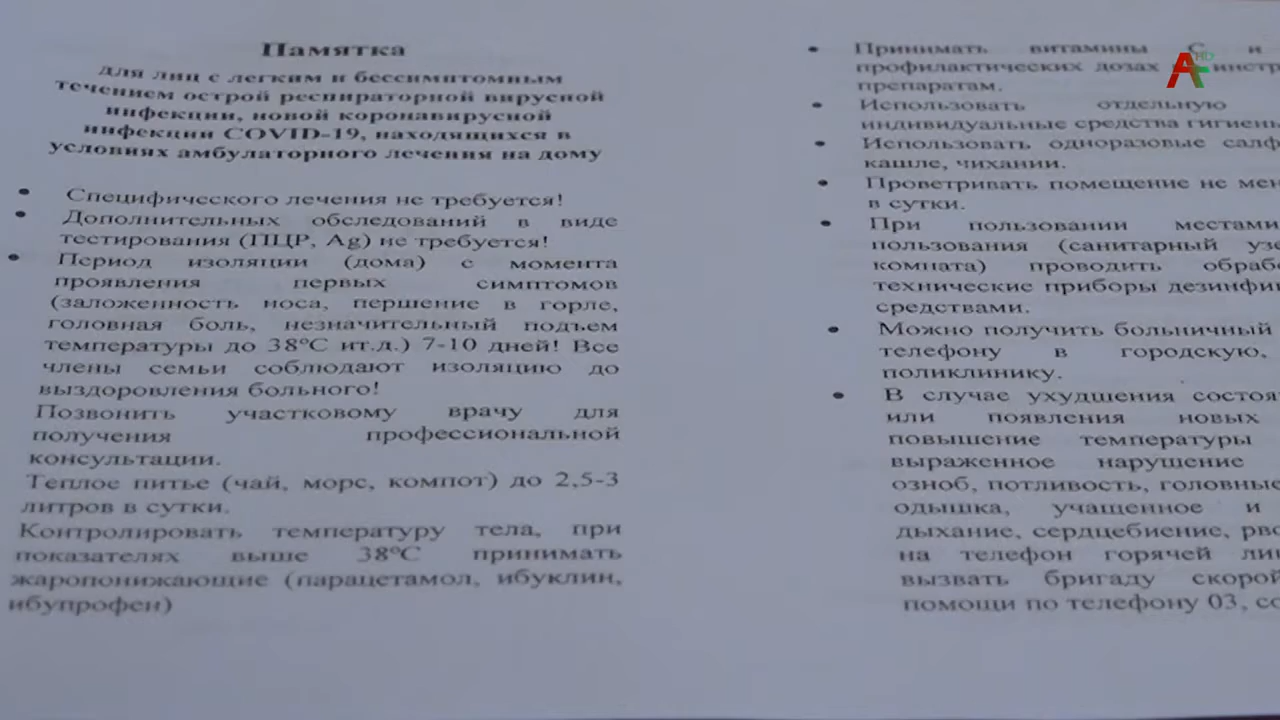 Памятка
для лиц с легким и бессимптомным
течением острой респираторной вирусной
инфекции, новой коронавирусной
инфекции COVID-19, находящихся в
условиях амбулаторного лечения на дому
• Специфического лечения не требуется!
• Дополнительных обследований в виде
тестирования (ПЦР, Ag) не требуется!
• Период изоляции (дома) с момента
проявления первых симптомов
(заложенность носа, першение в горле,
головная боль, незначительный подъем
температуры до 38°С ит.д.) 7-10 дней! Все
члены семьи соблюдают изоляцию до
выздоровления больного!
Позвонить участковому врачу для
получения профессиональной
консультации.
Теплое питье (чай, морс, компот) до 2,5-3
литров в сутки.
Контролировать температуру тела, при
показателях выше 38°С принимать
жаропонижающие (парацетамол, ибуклин,
ибупрофен)
• Принимать витамины С и
профилактических дозах
препаратам.
• Использовать отдельную
индивидуальные средства
• Использовать одноразовые
кашле, чихании.
• Проветривать помещение не
в сутки.
• При пользовании местами
пользования (санитарный
комната) проводить
технические приборы
средствами.
• Можно получить больничный
телефону в городскую,
поликлинику.
• В случае ухудшения
или появления новых
повышение температуры
выраженное нарушение
озноб, потливость, головные
одышка, учащенное и
дыхание, сердцебиение,
на телефон горячей
вызвать бригаду скорой
помощи по телефону 03,
HD